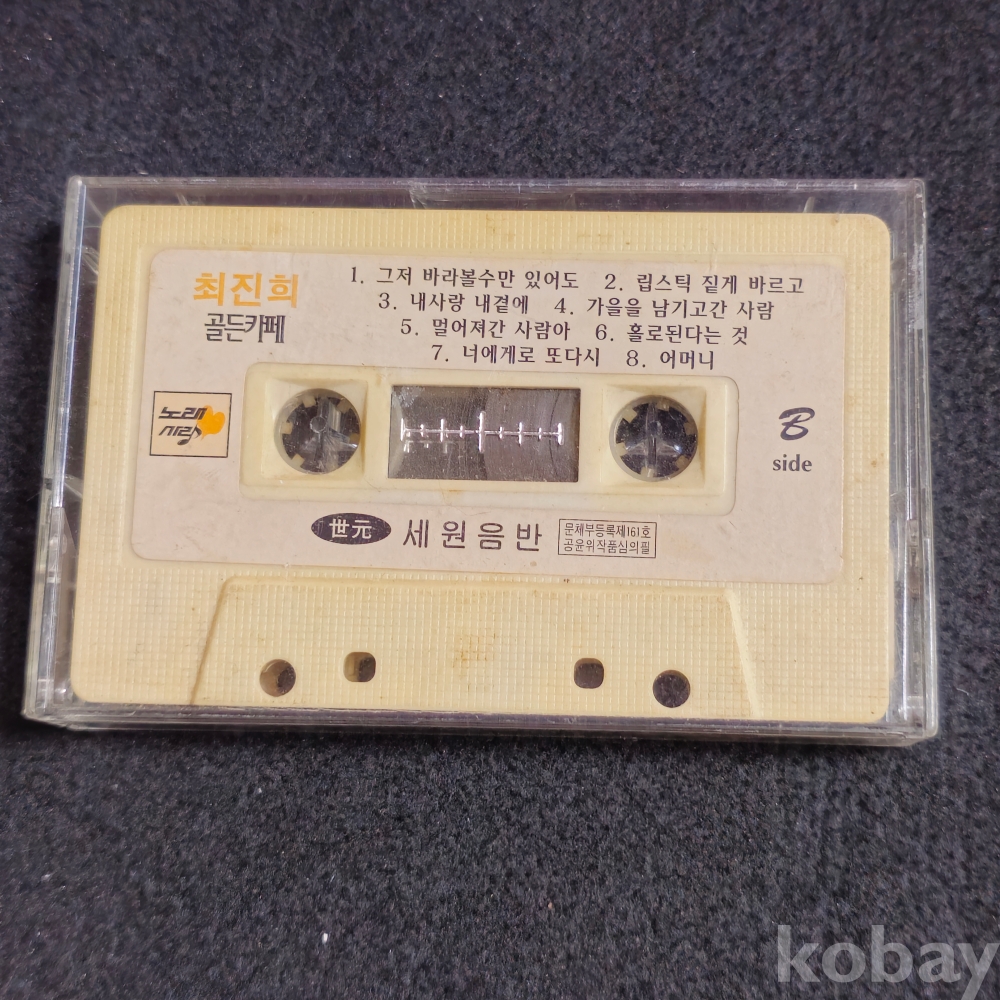 최진희
골든카페
1. 그저 바라볼수만 있어도 2. 립스틱 짙게 바르고
3. 내사랑 내곁에 4. 가을을 남기고간 사람
5. 멀어져간 사람아 6. 홀로된다는 것
7. 너에게로 또다시 8. 어머니
노래
사랑
B
side
世元 세원음반
문체부등록제161호
공윤위작품심의필
kobay